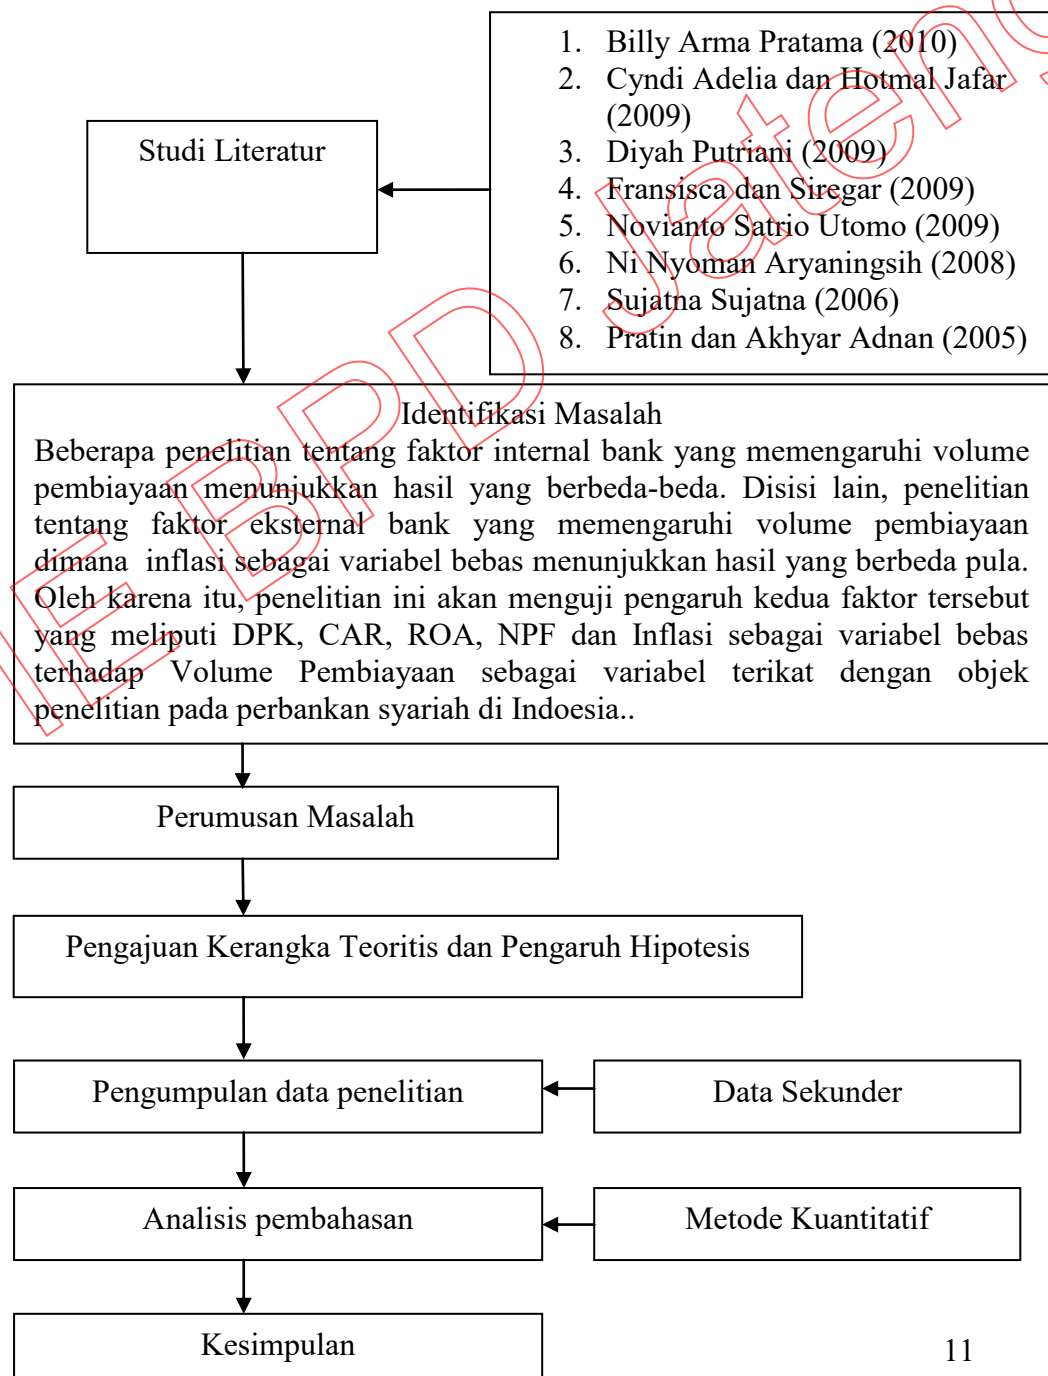 1. Billy Arma Pratama (2010)
2. Cyndi Adelia dan Hotmal Jafar
(2009)
3. Diyah Putriani (2009)
4. Fransisca dan Siregar (2009)
5. Novianto Satrio Utomo (2009)
6. Ni Nyoman Aryaningsih (2008)
7. Sujatna Sujatna (2006)
8. Pratin dan Akhyar Adnan (2005)
Studi Literatur
Identifikasi Masalah
Beberapa penelitian tentang faktor internal bank yang memengaruhi volume
pembiayaan menunjukkan hasil yang berbeda-beda. Disisi lain, penelitian
tentang faktor eksternal bank yang memengaruhi volume pembiayaan
dimana inflasi sebagai variabel bebas menunjukkan hasil yang berbeda pula.
Oleh karena itu, penelitian ini akan menguji pengaruh kedua faktor tersebut
yang meliputi DPK, CAR, ROA, NPF dan Inflasi sebagai variabel bebas
terhadap Volume Pembiayaan sebagai variabel terikat dengan objek
penelitian pada perbankan syariah di Indoesia..
Perumusan Masalah
Pengajuan Kerangka Teoritis dan Pengaruh Hipotesis
Pengumpulan data penelitian
Data Sekunder
Analisis pembahasan
Metode Kuantitatif
Kesimpulan
11
IE BPD Jateng